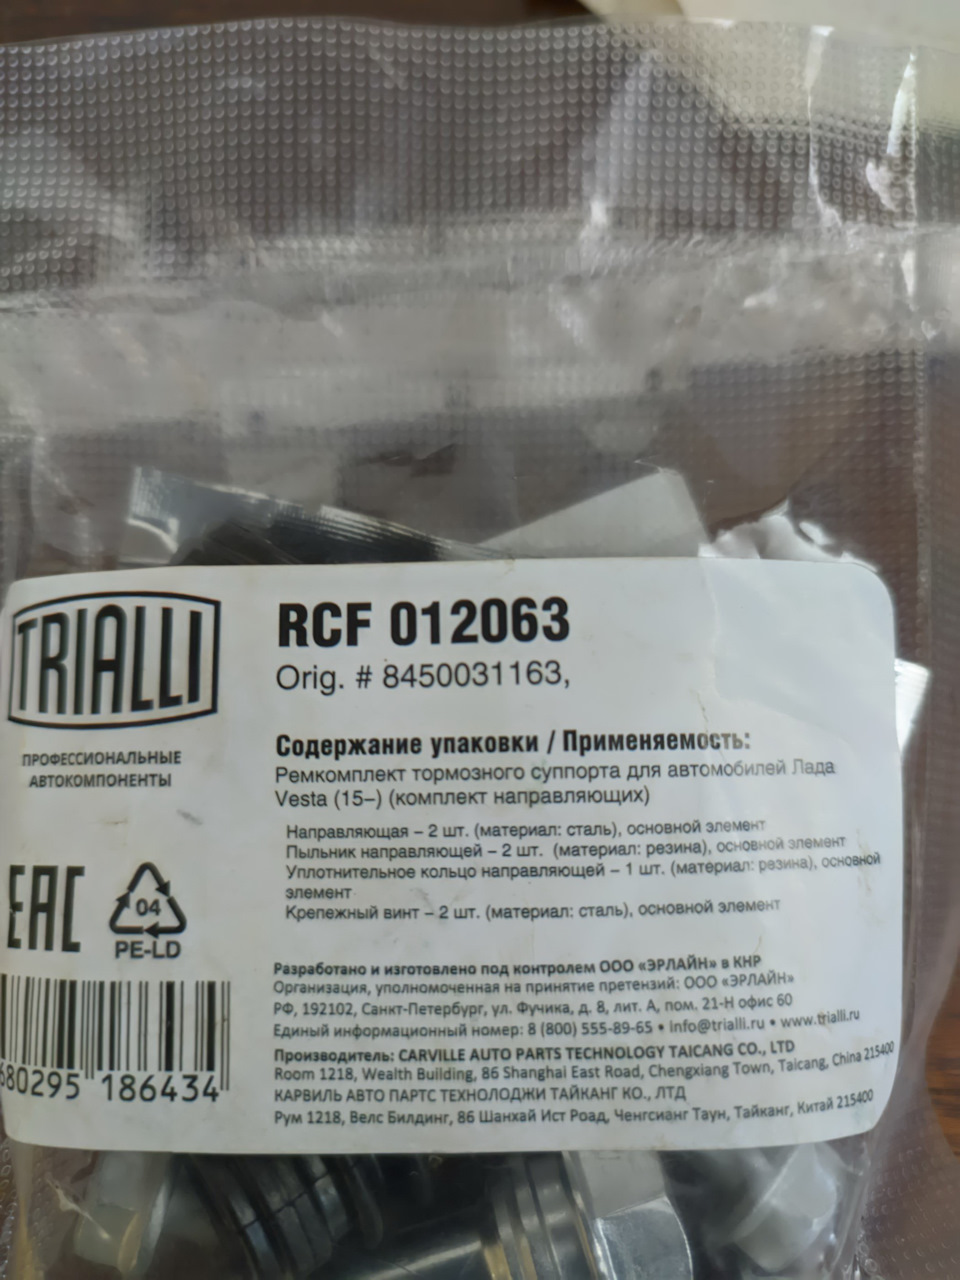 TRIALLI
ПРОФЕССИОНАЛЬНЫЕ
АВТОКОМПОНЕНТЫ
RCF 012063
Orig. # 8450031163,
Содержание упаковки / Применяемость:
Ремкомплект тормозного суппорта для автомобилей Лада
Vesta (15–) (комплект направляющих)
Направляющая – 2 шт. (материал: сталь), основной элемент
Пыльник направляющей – 2 шт. (материал: резина), основной элемент
Уплотнительное кольцо направляющей – 1 шт. (материал: резина), основной
элемент
Крепежный винт – 2 шт. (материал: сталь), основной элемент
EAC
04
PE-LD
Разработано и изготовлено под контролем ООО «ЭРЛАЙН» в КНР
Организация, уполномоченная на принятие претензий: ООО «ЭРЛАЙН»
РФ, 192102, Санкт-Петербург, ул. Фучика, д. 8, лит. А, пом. 21-Н офис 60
Единый информационный номер: 8 (800) 555-89-65 • info@trialli.ru • www.trialli.ru
Производитель: CARVILLE AUTO PARTS TECHNOLOGY TAICANG CO., LTD
Room 1218, Wealth Building, 86 Shanghai East Road, Chengxiang Town, Taicang, China 215400
КАРВИЛЬ АВТО ПАРТС ТЕХНОЛОДЖИ ТАЙКАНГ КО., ЛТД
Рум 1218, Велс Билдинг, 86 Шанхай Ист Роад, Ченгсианг Таун, Тайканг, Китай 215400
680295 186434